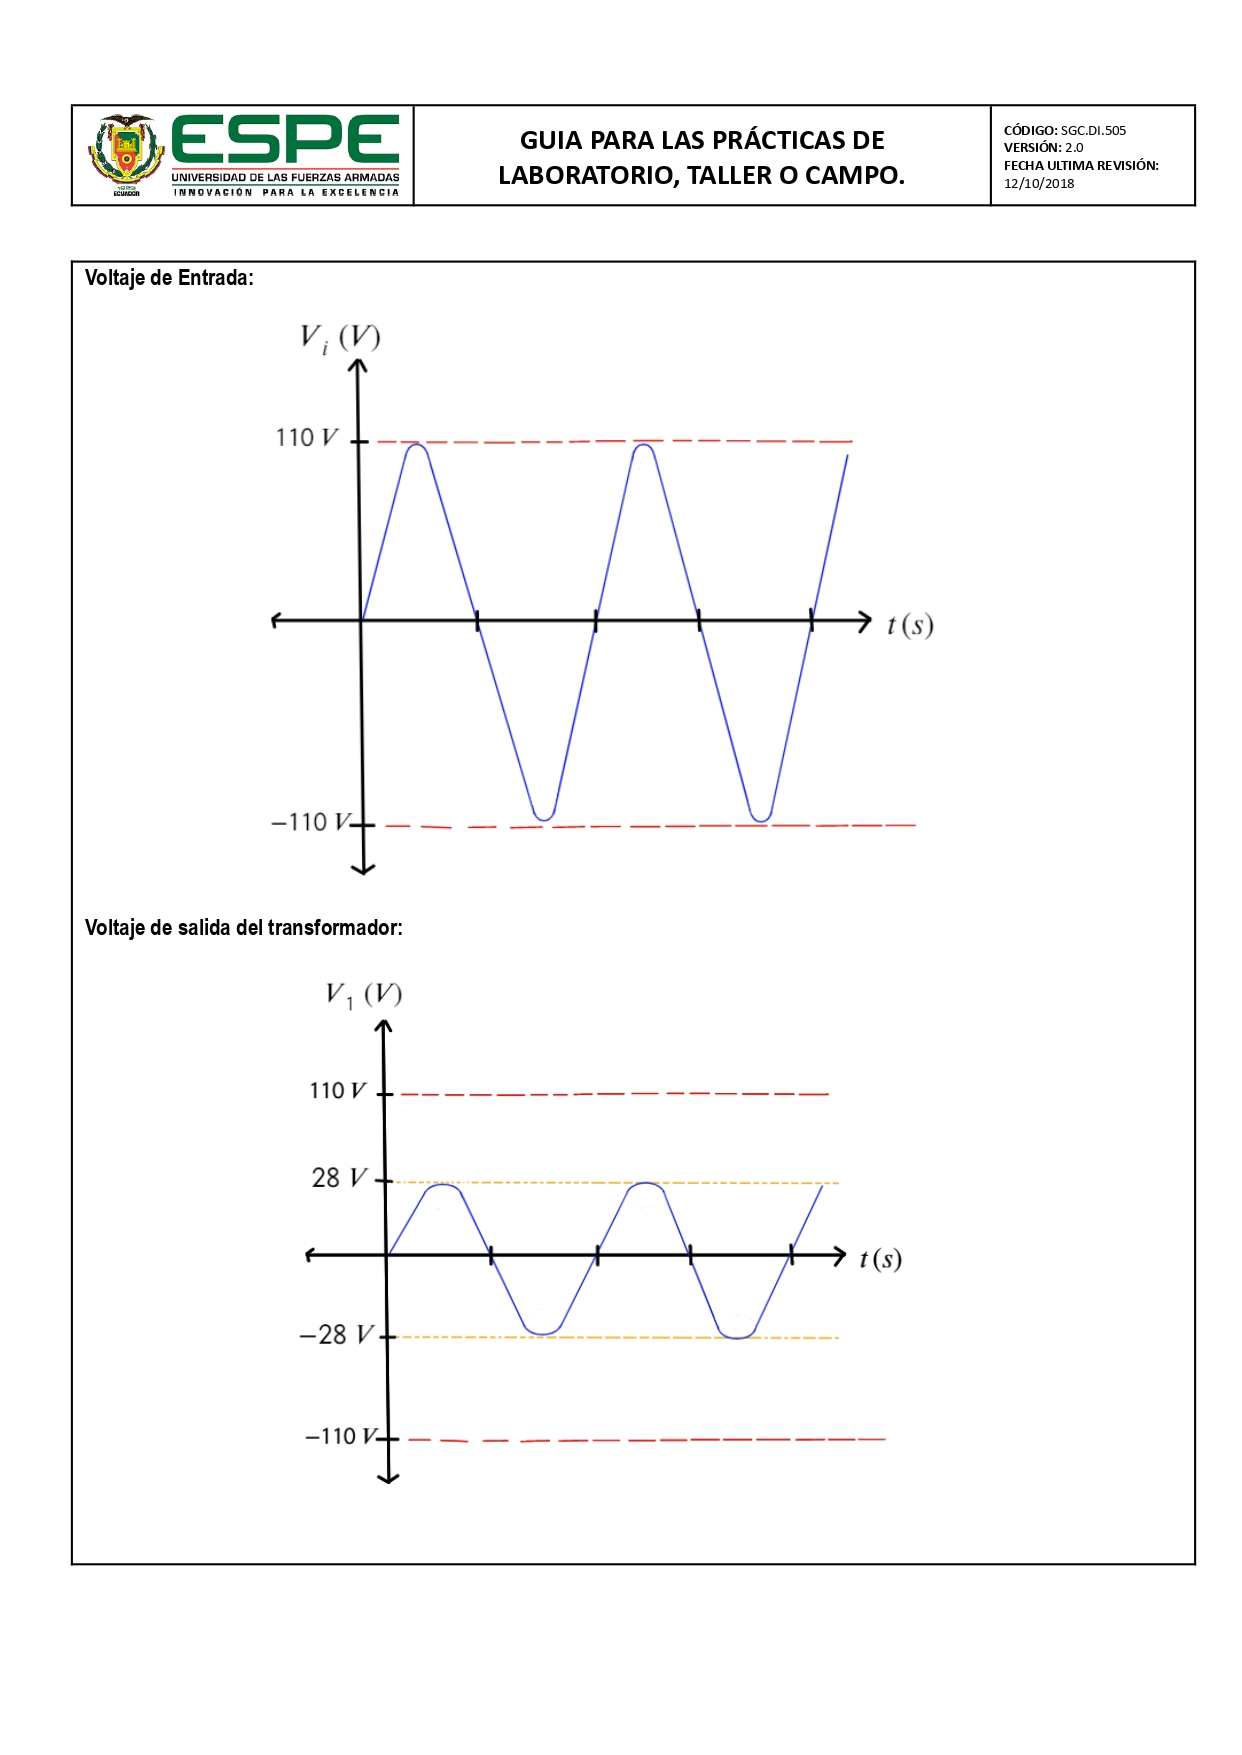 ESPE
UNIVERSIDAD DE LAS FUERZAS ARMADAS
INNOVACIÓN PARA LA EXCELENCIA
1922
ECUADOR
GUIA PARA LAS PRÁCTICAS DE
LABORATORIO, TALLER O CAMPO.
CÓDIGO: SGC.DI.505
VERSIÓN: 2.0
FECHA ULTIMA REVISIÓN:
12/10/2018
Voltaje de Entrada:
V_i (V)
110 V
t (s)
−110 V
Voltaje de salida del transformador:
V_1 (V)
110 V
28 V
t (s)
−28 V
−110 V